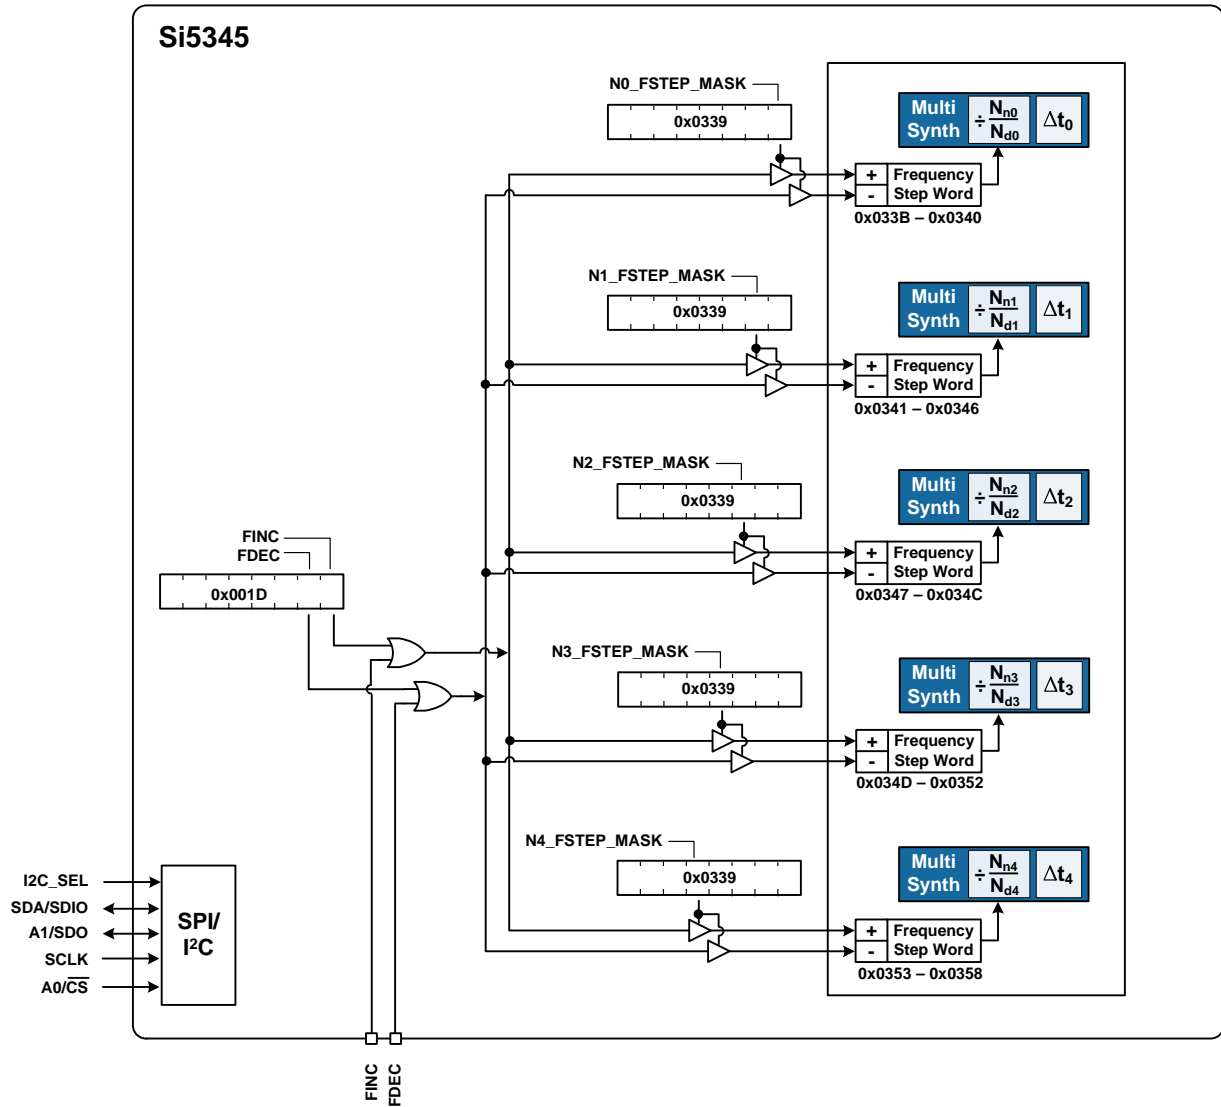 Si5345
N0_FSTEP_MASK
0x0339
Multi
Synth
÷ Nn0
Nd0
Δt0
+ Frequency
- Step Word
0x033B – 0x0340
N1_FSTEP_MASK
0x0339
Multi
Synth
÷ Nn1
Nd1
Δt1
+ Frequency
- Step Word
0x0341 – 0x0346
N2_FSTEP_MASK
0x0339
Multi
Synth
÷ Nn2
Nd2
Δt2
+ Frequency
- Step Word
0x0347 – 0x034C
FINC
FDEC
0x001D
N3_FSTEP_MASK
0x0339
Multi
Synth
÷ Nn3
Nd3
Δt3
+ Frequency
- Step Word
0x034D – 0x0352
N4_FSTEP_MASK
0x0339
Multi
Synth
÷ Nn4
Nd4
Δt4
+ Frequency
- Step Word
0x0353 – 0x0358
I2C_SEL
SDA/SDIO
A1/SDO
SCLK
A0/C̅S̅
SPI/
I²C
FINC
FDEC